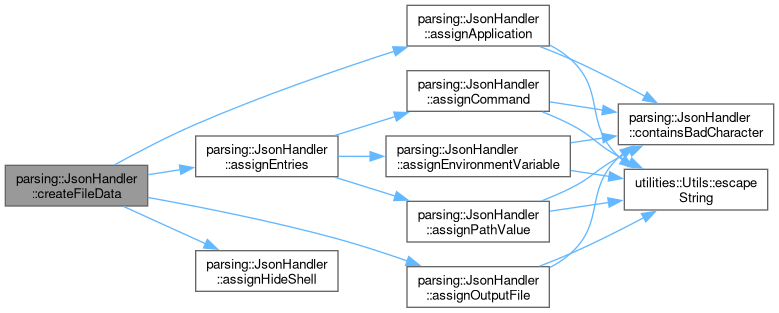 parsing::JsonHandler
::createFileData
parsing::JsonHandler
::assignEntries
parsing::JsonHandler
::assignHideShell
parsing::JsonHandler
::assignApplication
parsing::JsonHandler
::assignCommand
parsing::JsonHandler
::assignEnvironmentVariable
parsing::JsonHandler
::assignPathValue
parsing::JsonHandler
::assignOutputFile
parsing::JsonHandler
::containsBadCharacter
utilities::Utils::escape
String